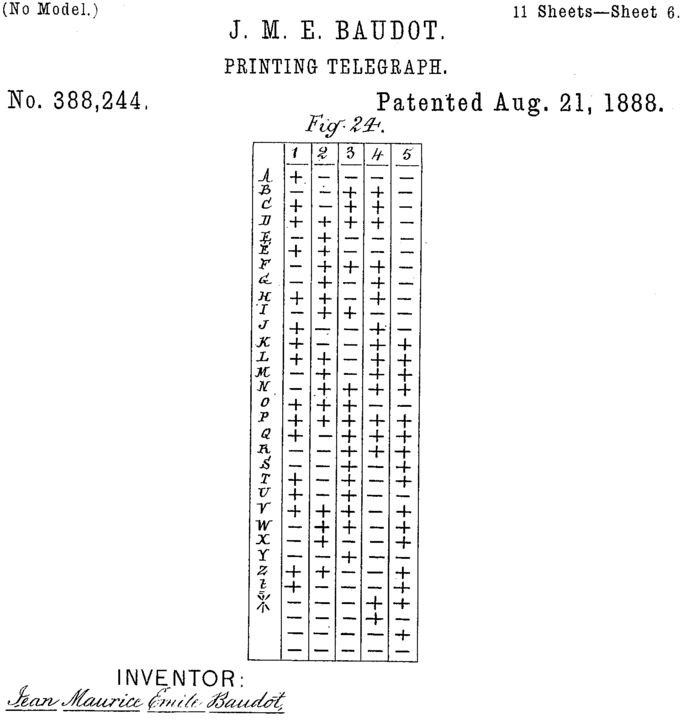 (No Model.)
11 Sheets—Sheet 6.
J. M. E. BAUDOT.
PRINTING TELEGRAPH.
No. 388,244.
Patented Aug. 21, 1888.
Fig. 24.
1 2 3 4 5
A + − − − −
B − − + + −
C + − + + −
D + + + + −
E − + − − −
É + + − − −
F − + + + −
G − + − + −
H + + − + −
I − + + − −
J + − − + −
K + − − + +
L + + − + +
M − + − + +
N − + + + +
O + + + − −
P + + + + +
Q + − + + +
R − − + + +
S − − + − +
T + − + − +
U + − + − −
V + + + − +
W − + + − +
X − + − − +
Y − − + − −
Z + + − − +
t + − − − +
− − − + +
− − − + −
− − − − +
− − − − −
INVENTOR:
Jean Maurice Emile Baudot,